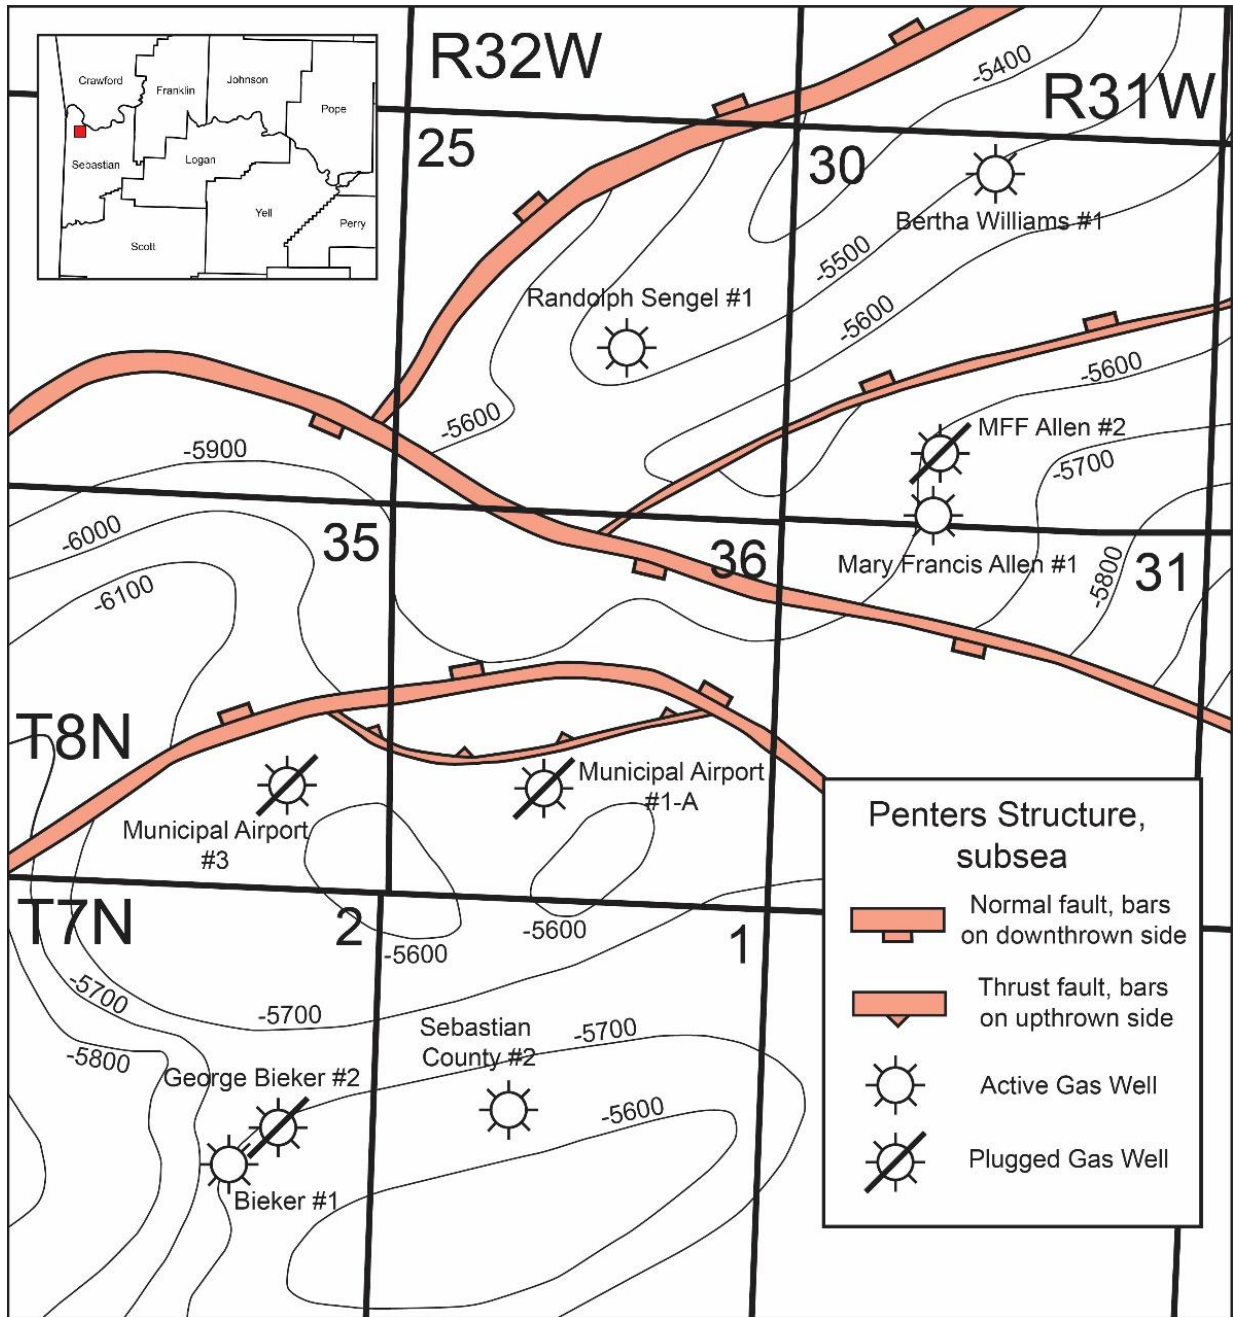 Crawford
Franklin
Johnson
Pope
Sebastian
Logan
Yell
Perry
Scott
R32W
R31W
-5400
25
30
Bertha Williams #1
-5500
Randolph Sengel #1
-5600
-5600
-5600
-5900
MFF Allen #2
-5700
-6000
35
36
Mary Francis Allen #1
31
-5800
-6100
T8N
Municipal Airport
#1-A
Municipal Airport
#3
T7N
2
1
-5600
-5600
-5700
-5700
-5800
Sebastian
County #2
-5700
George Bieker #2
-5600
Bieker #1
Penters Structure,
subsea
Normal fault, bars
on downthrown side
Thrust fault, bars
on upthrown side
Active Gas Well
Plugged Gas Well